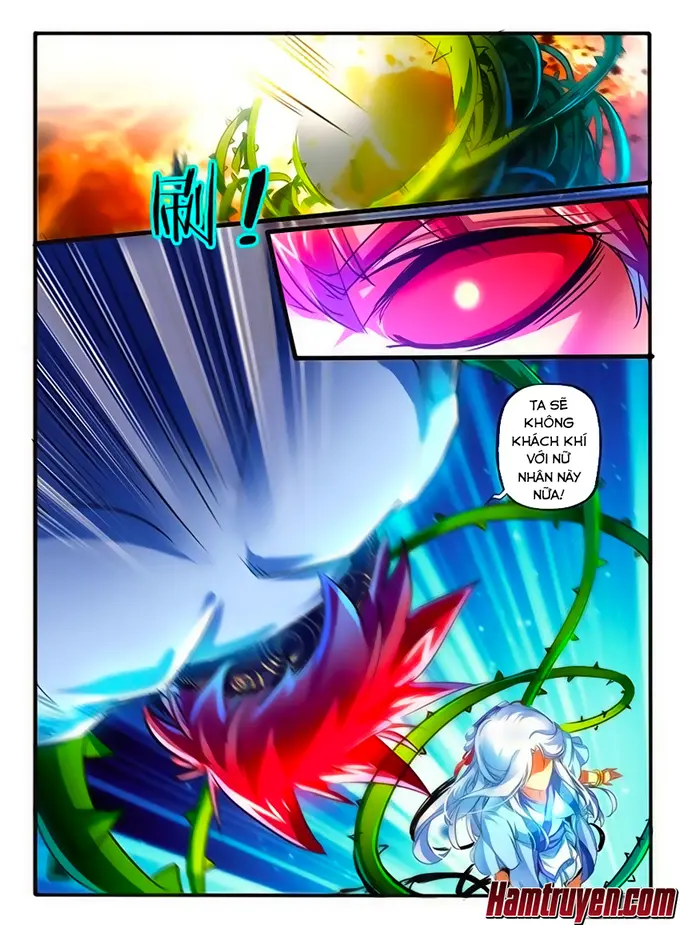 刷!
TA SẼ
KHÔNG
KHÁCH KHÍ
VỚI NỮ
NHÂN NÀY
NỮA!
Hamtruyen.com